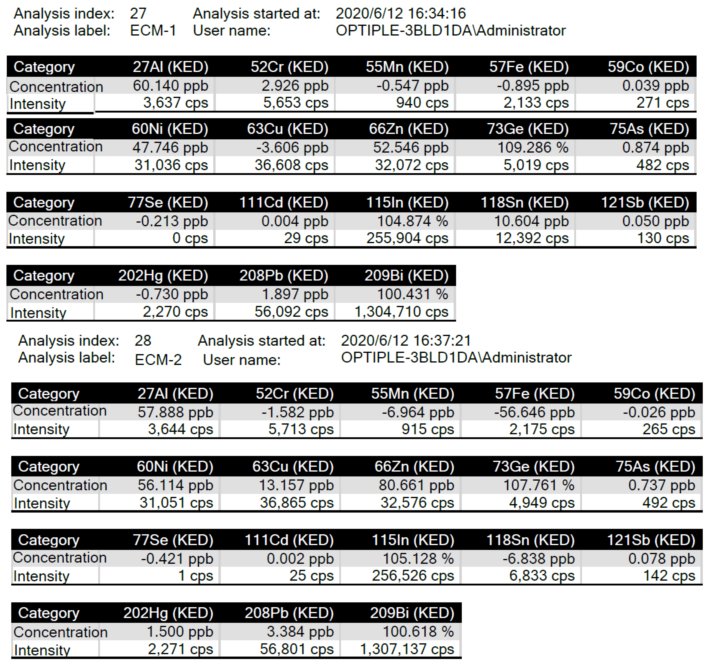 Analysis index: 27 Analysis started at: 2020/6/12 16:34:16
Analysis label: ECM-1 User name: OPTIPLE-3BLD1DA\Administrator
Category 27Al (KED) 52Cr (KED) 55Mn (KED) 57Fe (KED) 59Co (KED)
Concentration 60.140 ppb 2.926 ppb -0.547 ppb -0.895 ppb 0.039 ppb
Intensity 3,637 cps 5,653 cps 940 cps 2,133 cps 271 cps
Category 60Ni (KED) 63Cu (KED) 66Zn (KED) 73Ge (KED) 75As (KED)
Concentration 47.746 ppb -3.606 ppb 52.546 ppb 109.286 % 0.874 ppb
Intensity 31,036 cps 36,608 cps 32,072 cps 5,019 cps 482 cps
Category 77Se (KED) 111Cd (KED) 115In (KED) 118Sn (KED) 121Sb (KED)
Concentration -0.213 ppb 0.004 ppb 104.874 % 10.604 ppb 0.050 ppb
Intensity 0 cps 29 cps 255,904 cps 12,392 cps 130 cps
Category 202Hg (KED) 208Pb (KED) 209Bi (KED)
Concentration -0.730 ppb 1.897 ppb 100.431 %
Intensity 2,270 cps 56,092 cps 1,304,710 cps
Analysis index: 28 Analysis started at: 2020/6/12 16:37:21
Analysis label: ECM-2 User name: OPTIPLE-3BLD1DA\Administrator
Category 27Al (KED) 52Cr (KED) 55Mn (KED) 57Fe (KED) 59Co (KED)
Concentration 57.888 ppb -1.582 ppb -6.964 ppb -56.646 ppb -0.026 ppb
Intensity 3,644 cps 5,713 cps 915 cps 2,175 cps 265 cps
Category 60Ni (KED) 63Cu (KED) 66Zn (KED) 73Ge (KED) 75As (KED)
Concentration 56.114 ppb 13.157 ppb 80.661 ppb 107.761 % 0.737 ppb
Intensity 31,051 cps 36,865 cps 32,576 cps 4,949 cps 492 cps
Category 77Se (KED) 111Cd (KED) 115In (KED) 118Sn (KED) 121Sb (KED)
Concentration -0.421 ppb 0.002 ppb 105.128 % -6.838 ppb 0.078 ppb
Intensity 1 cps 25 cps 256,526 cps 6,833 cps 142 cps
Category 202Hg (KED) 208Pb (KED) 209Bi (KED)
Concentration 1.500 ppb 3.384 ppb 100.618 %
Intensity 2,271 cps 56,801 cps 1,307,137 cps